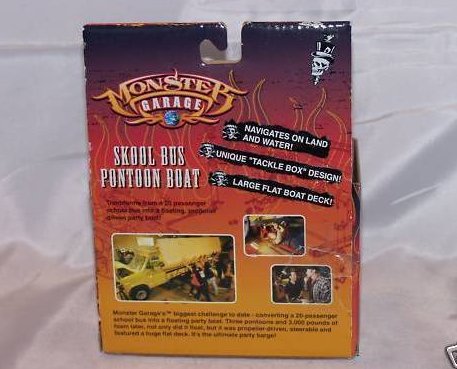 MONSTER
GARAGE
SKOOL BUS
PONTOON BOAT
NAVIGATES ON LAND
AND WATER!
UNIQUE "TACKLE BOX" DESIGN!
LARGE FLAT BOAT DECK!
Transforms from a 20 passenger
school bus into a floating, propeller
driven party boat!
Monster Garage's™ biggest challenge to date - converting a 20-passenger
school bus into a floating party boat. Three pontoons and 3,000 pounds of
foam later, not only did it float, but it was propeller-driven, steerable and
featured a huge flat deck. It's the ultimate party barge!